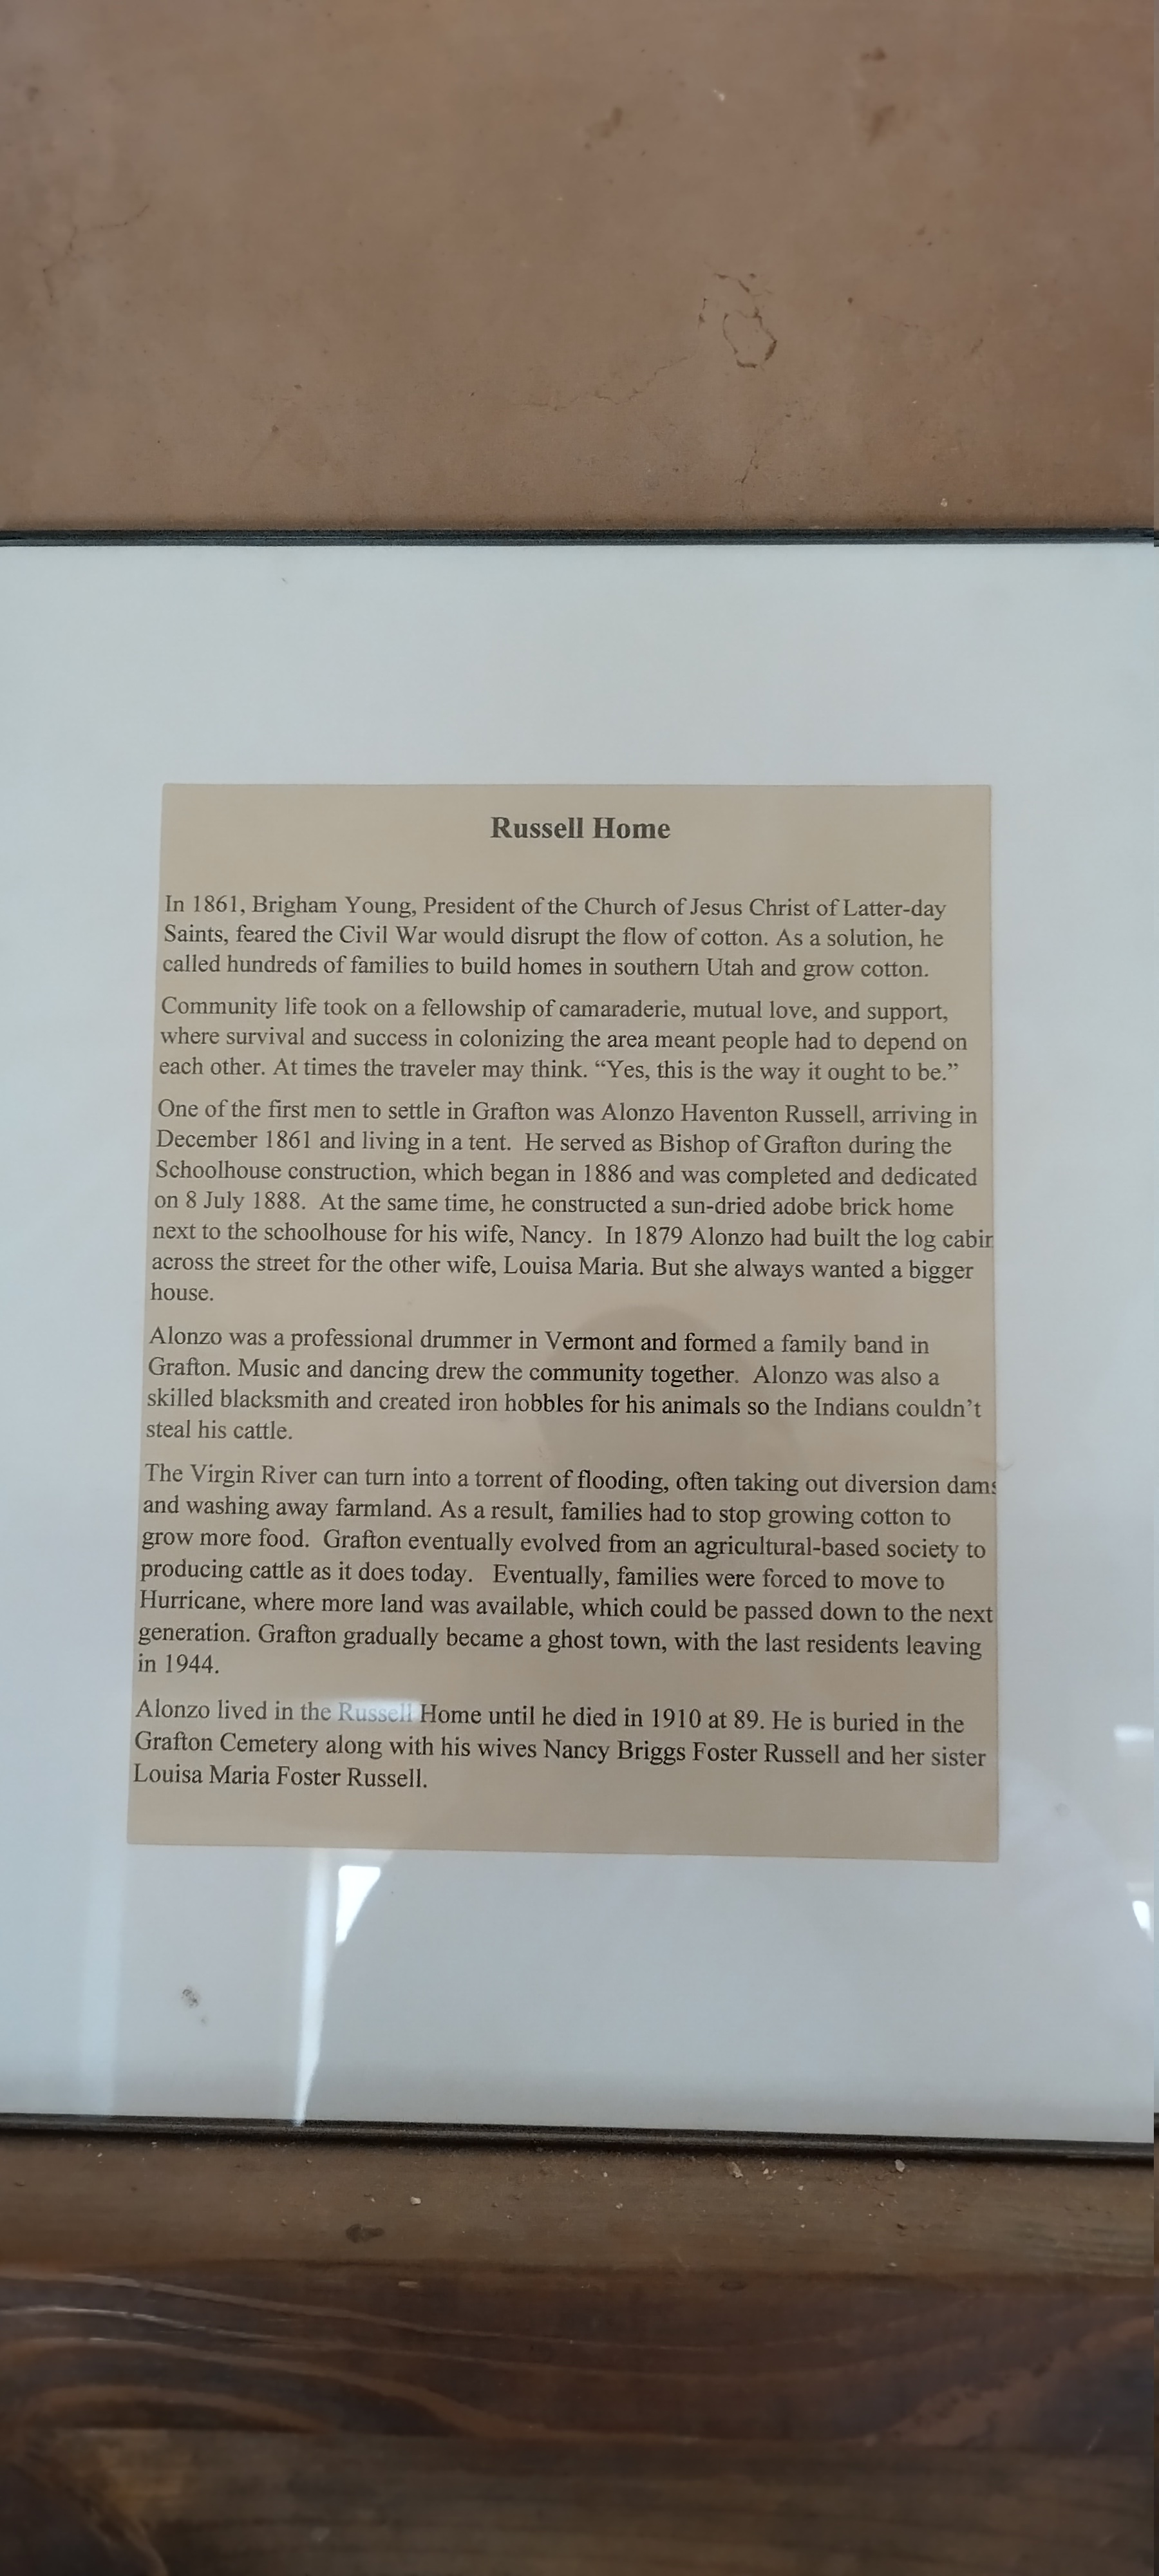 Russell Home
In 1861, Brigham Young, President of the Church of Jesus Christ of Latter-day
Saints, feared the Civil War would disrupt the flow of cotton. As a solution, he
called hundreds of families to build homes in southern Utah and grow cotton.
Community life took on a fellowship of camaraderie, mutual love, and support,
where survival and success in colonizing the area meant people had to depend on
each other. At times the traveler may think. “Yes, this is the way it ought to be.”
One of the first men to settle in Grafton was Alonzo Haventon Russell, arriving in
December 1861 and living in a tent. He served as Bishop of Grafton during the
Schoolhouse construction, which began in 1886 and was completed and dedicated
on 8 July 1888. At the same time, he constructed a sun-dried adobe brick home
next to the schoolhouse for his wife, Nancy. In 1879 Alonzo had built the log cabin
across the street for the other wife, Louisa Maria. But she always wanted a bigger
house.
Alonzo was a professional drummer in Vermont and formed a family band in
Grafton. Music and dancing drew the community together. Alonzo was also a
skilled blacksmith and created iron hobbles for his animals so the Indians couldn’t
steal his cattle.
The Virgin River can turn into a torrent of flooding, often taking out diversion dams
and washing away farmland. As a result, families had to stop growing cotton to
grow more food. Grafton eventually evolved from an agricultural-based society to
producing cattle as it does today. Eventually, families were forced to move to
Hurricane, where more land was available, which could be passed down to the next
generation. Grafton gradually became a ghost town, with the last residents leaving
in 1944.
Alonzo lived in the Russell Home until he died in 1910 at 89. He is buried in the
Grafton Cemetery along with his wives Nancy Briggs Foster Russell and her sister
Louisa Maria Foster Russell.